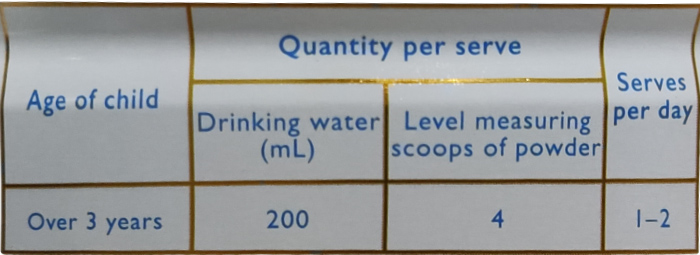 Age of child
Quantity per serve
Drinking water
(mL)
Level measuring
scoops of powder
Serves
per day
Over 3 years
200
4
1–2